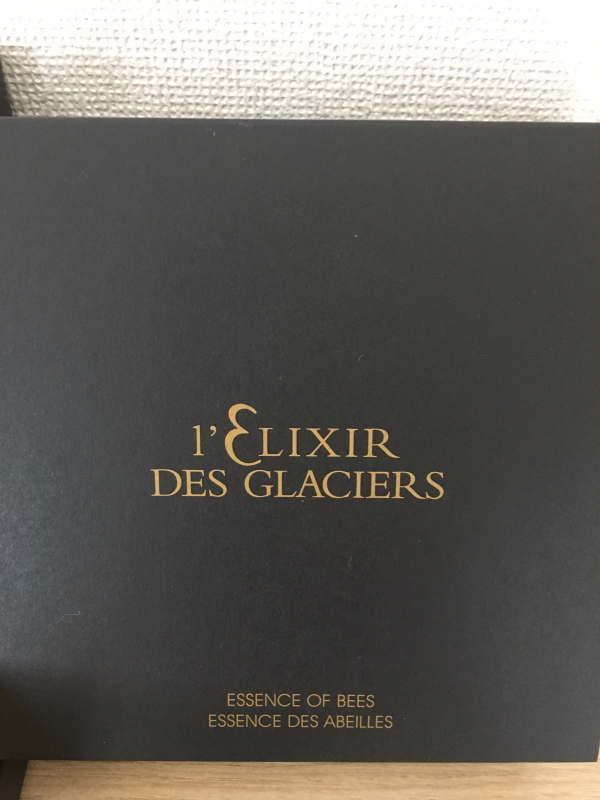 l'ELIXIR
DES GLACIERS
ESSENCE OF BEES
ESSENCE DES ABEILLES